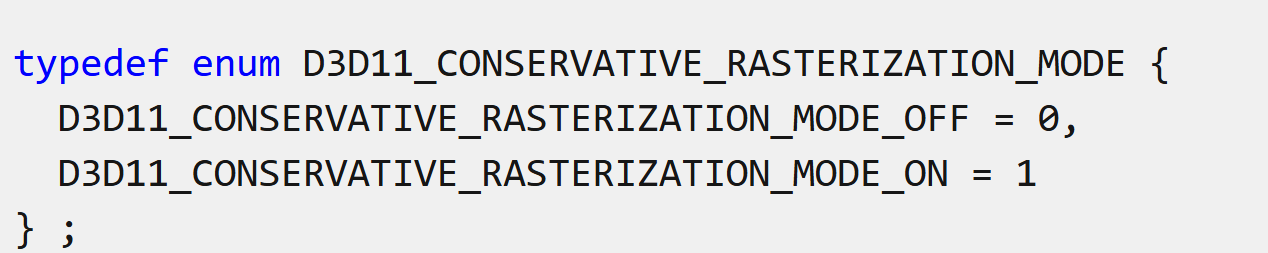 typedef enum D3D11_CONSERVATIVE_RASTERIZATION_MODE {
  D3D11_CONSERVATIVE_RASTERIZATION_MODE_OFF = 0,
  D3D11_CONSERVATIVE_RASTERIZATION_MODE_ON = 1
} ;